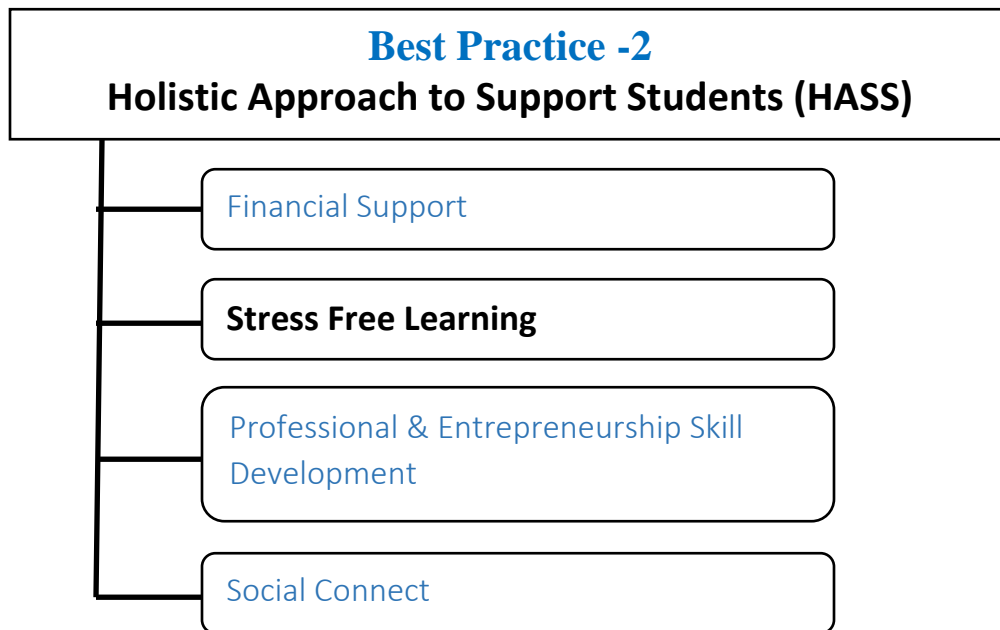 Best Practice -2
Holistic Approach to Support Students (HASS)
Financial Support
Stress Free Learning
Professional & Entrepreneurship Skill
Development
Social Connect